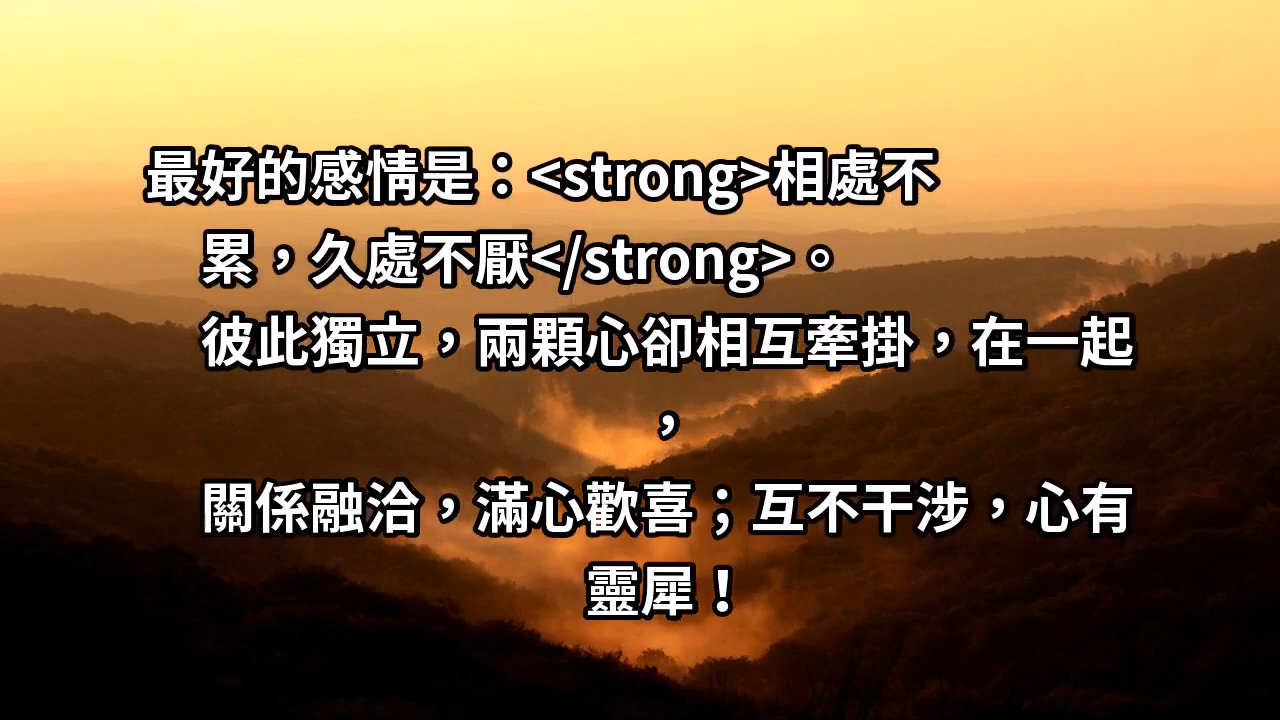 最好的感情是：<strong>相處不
累，久處不厭</strong>。
彼此獨立，兩顆心卻相互牽掛，在一起
，
關係融洽，滿心歡喜；互不干涉，心有
靈犀！